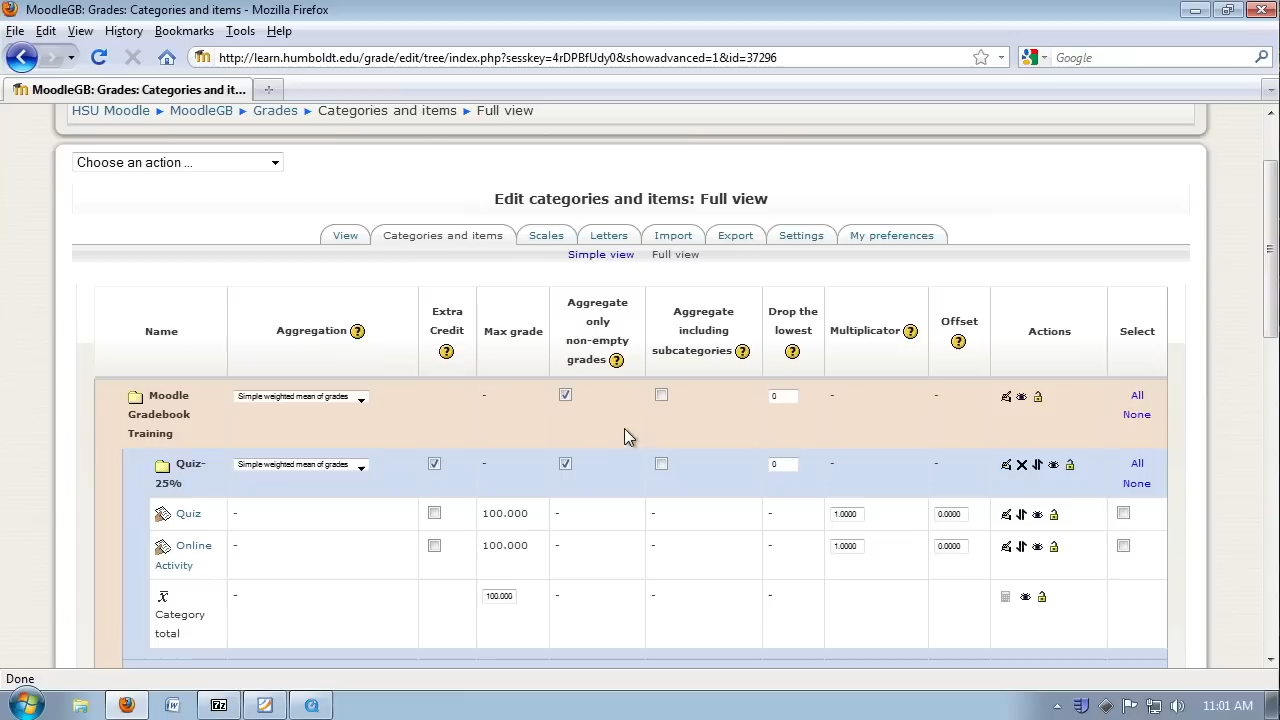 MoodleGB: Grades: Categories and items - Mozilla Firefox
File Edit View History Bookmarks Tools Help
http://learn.humboldt.edu/grade/edit/tree/index.php?sesskey=4rDPBfUdy0&showadvanced=1&id=37296
Google
MoodleGB: Grades: Categories and it...
HSU Moodle ► MoodleGB ► Grades ► Categories and items ► Full view
Choose an action ...
Edit categories and items: Full view
View Categories and items Scales Letters Import Export Settings My preferences
Simple view Full view
Name
Aggregation ?
Extra
Credit
?
Max grade
Aggregate
only
non-empty
grades ?
Aggregate
including
subcategories ?
Drop the
lowest
?
Multiplicator ?
Offset
?
Actions
Select
Moodle
Gradebook
Training
Simple weighted mean of grades
-
0
-
-
All
None
Quiz-
25%
Simple weighted mean of grades
-
0
-
-
All
None
Quiz
-
100.000
-
-
-
1.0000
0.0000
Online
Activity
-
100.000
-
-
-
1.0000
0.0000
Category
total
-
100.000
-
-
-
Done
11:01 AM